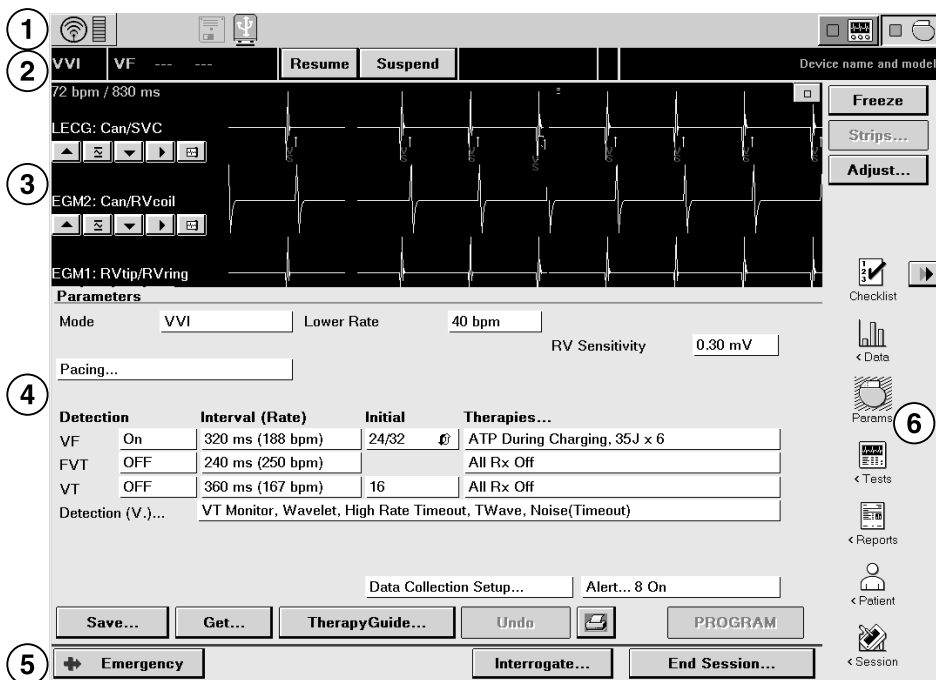 1
2
VVI VF --- --- Resume Suspend Device name and model
72 bpm / 830 ms
Freeze
LECG: Can/SVC
Strips...
Adjust...
3
EGM2: Can/RVcoil
EGM1: RVtip/RVring
Checklist
Parameters
Mode VVI Lower Rate 40 bpm
RV Sensitivity 0.30 mV
< Data
Pacing...
4
Params
6
Detection Interval (Rate) Initial Therapies...
VF On 320 ms (188 bpm) 24/32 ATP During Charging, 35J x 6
FVT OFF 240 ms (250 bpm) All Rx Off
VT OFF 360 ms (167 bpm) 16 All Rx Off
< Tests
Detection (V.)... VT Monitor, Wavelet, High Rate Timeout, TWave, Noise(Timeout)
< Reports
Data Collection Setup... Alert... 8 On
< Patient
Save... Get... TherapyGuide... Undo PROGRAM
5
Emergency Interrogate... End Session...
< Session